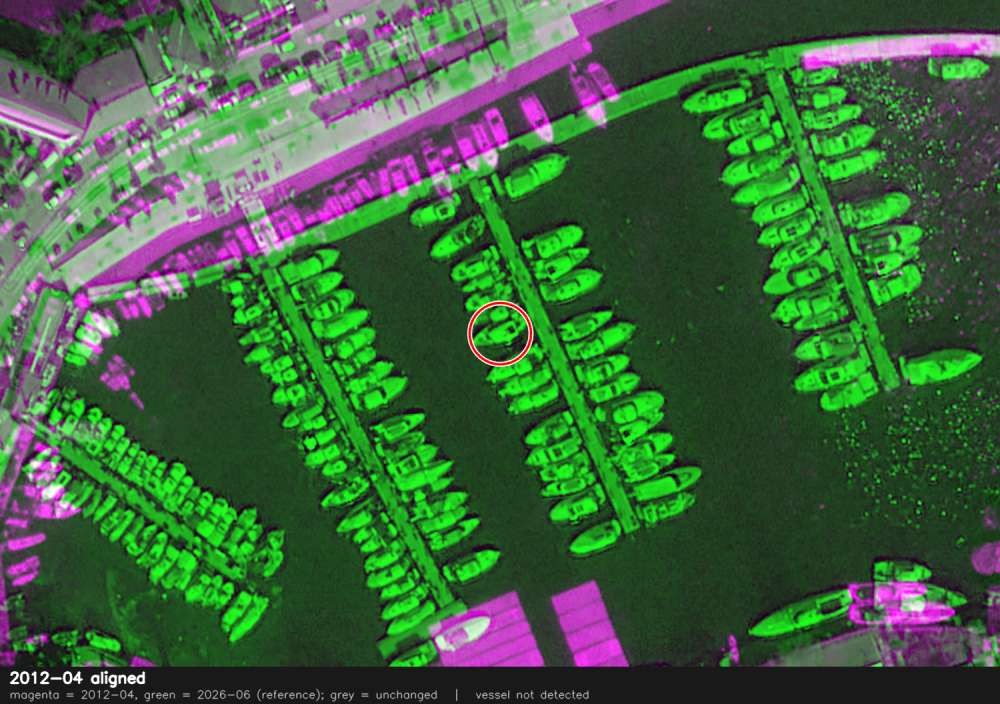 2012-04 aligned
magenta = 2012-04, green = 2026-06 (reference); grey = unchanged | vessel not detected